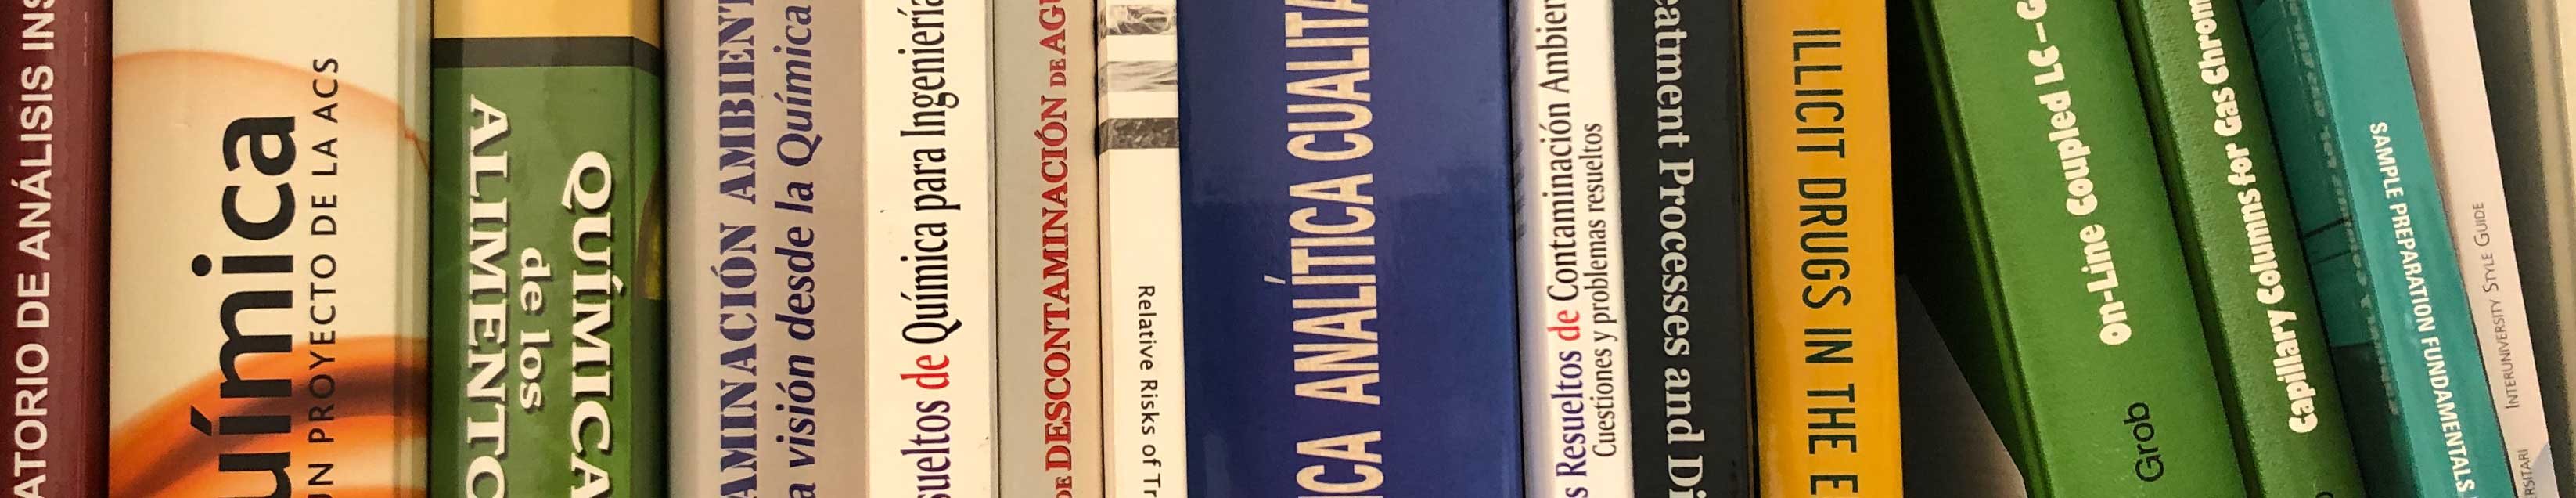 ATORIO DE ANÁLISIS INS
uímica
UN PROYECTO DE LA ACS
QUÍMICA
de los
ALIMENTO
AMINACIÓN AMBIENT
a visión desde la Química
sueltos de Química para Ingeniería
DE DESCONTAMINACIÓN DE AGU
Relative Risks of Tr
ICA ANALÍTICA CUALITA
s Resueltos de Contaminación Anbier
Cuestiones y problemas resueltos
eatment Processes and Di
ILLICIT DRUGS IN THE E
On-Line Coupled LC-G
Grob
Capillary Columns for Gas Chrom
SAMPLE PREPARATION FUNDAMENTALS
INTERUNIVERSITY STYLE GUIDE
RSITARI